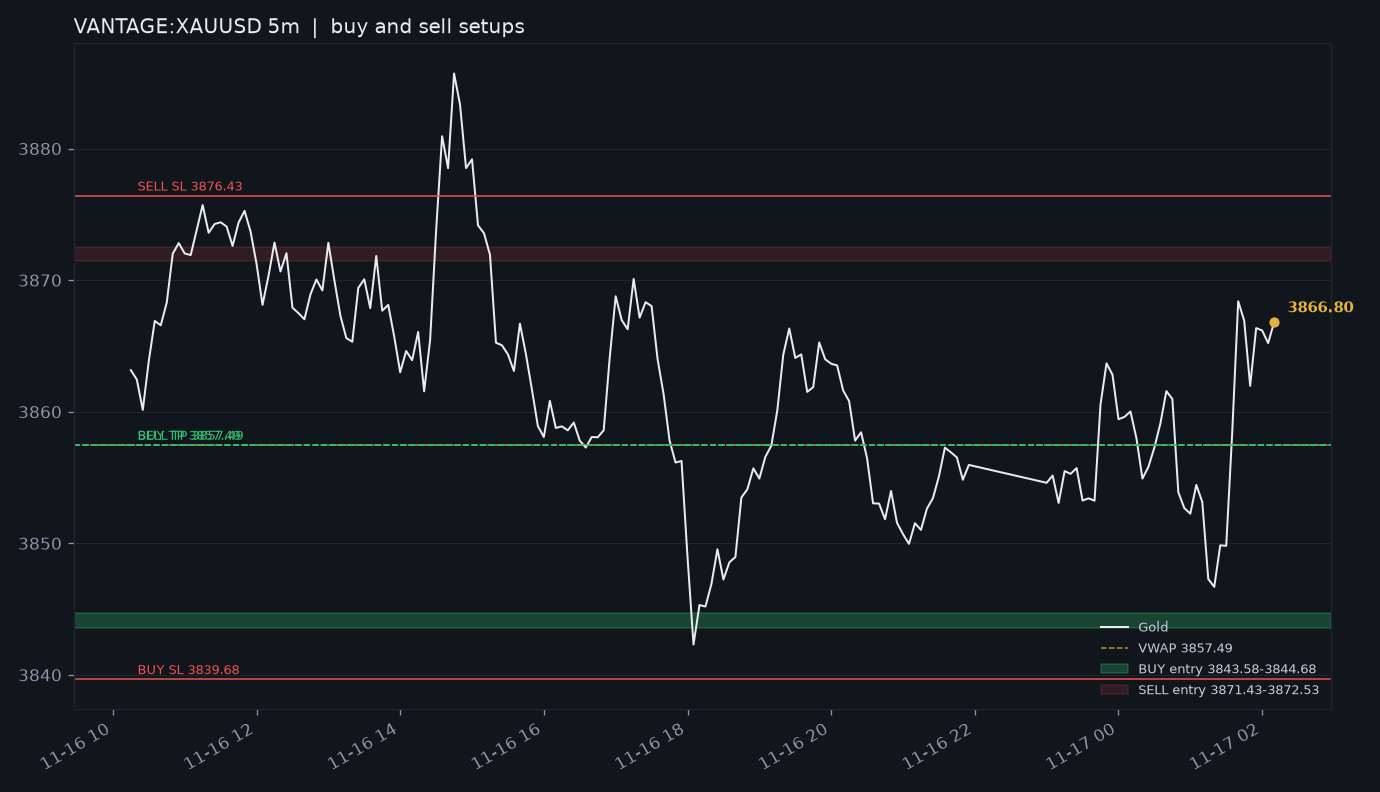 VANTAGE:XAUUSD 5m | buy and sell setups
3880
SELL SL 3876.43
3870
3866.80
3860
3857.49
3850
Gold
VWAP 3857.49
BUY entry 3843.58-3844.68
SELL entry 3871.43-3872.53
BUY SL 3839.68
3840
11-16 10
11-16 12
11-16 14
11-16 16
11-16 18
11-16 20
11-16 22
11-17 00
11-17 02